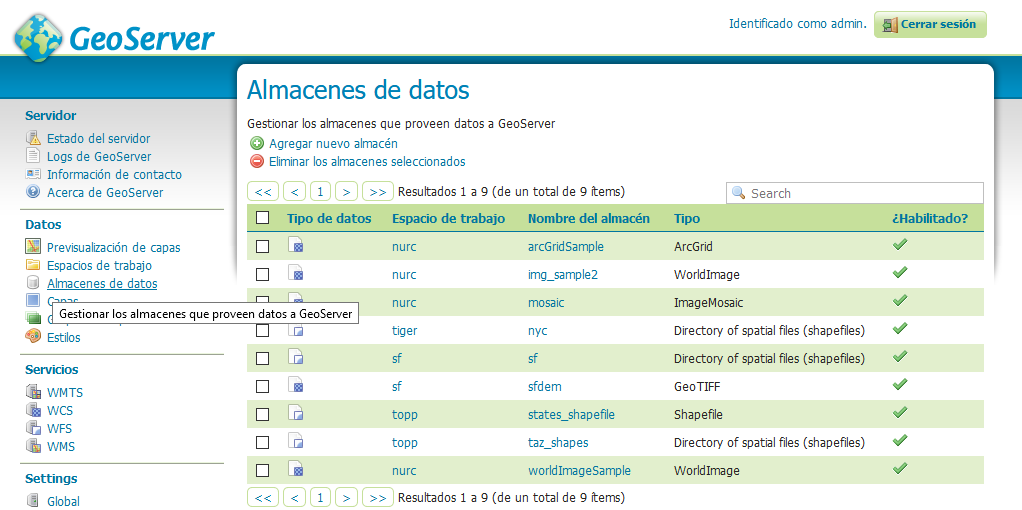 GeoServer
Identificado como admin.
Cerrar sesión
Servidor
Estado del servidor
Logs de GeoServer
Información de contacto
Acerca de GeoServer
Datos
Previsualización de capas
Espacios de trabajo
Almacenes de datos
Capas
Gestionar los almacenes que proveen datos a GeoServer
Estilos
Servicios
WMTS
WCS
WFS
WMS
Settings
Global
Almacenes de datos
Gestionar los almacenes que proveen datos a GeoServer
Agregar nuevo almacén
Eliminar los almacenes seleccionados
<< < 1 > >> Resultados 1 a 9 (de un total de 9 ítems)
Search
Tipo de datos Espacio de trabajo Nombre del almacén Tipo ¿Habilitado?
nurc arcGridSample ArcGrid
nurc img_sample2 WorldImage
nurc mosaic ImageMosaic
tiger nyc Directory of spatial files (shapefiles)
sf sf Directory of spatial files (shapefiles)
sf sfdem GeoTIFF
topp states_shapefile Shapefile
topp taz_shapes Directory of spatial files (shapefiles)
nurc worldImageSample WorldImage
<< < 1 > >> Resultados 1 a 9 (de un total de 9 ítems)